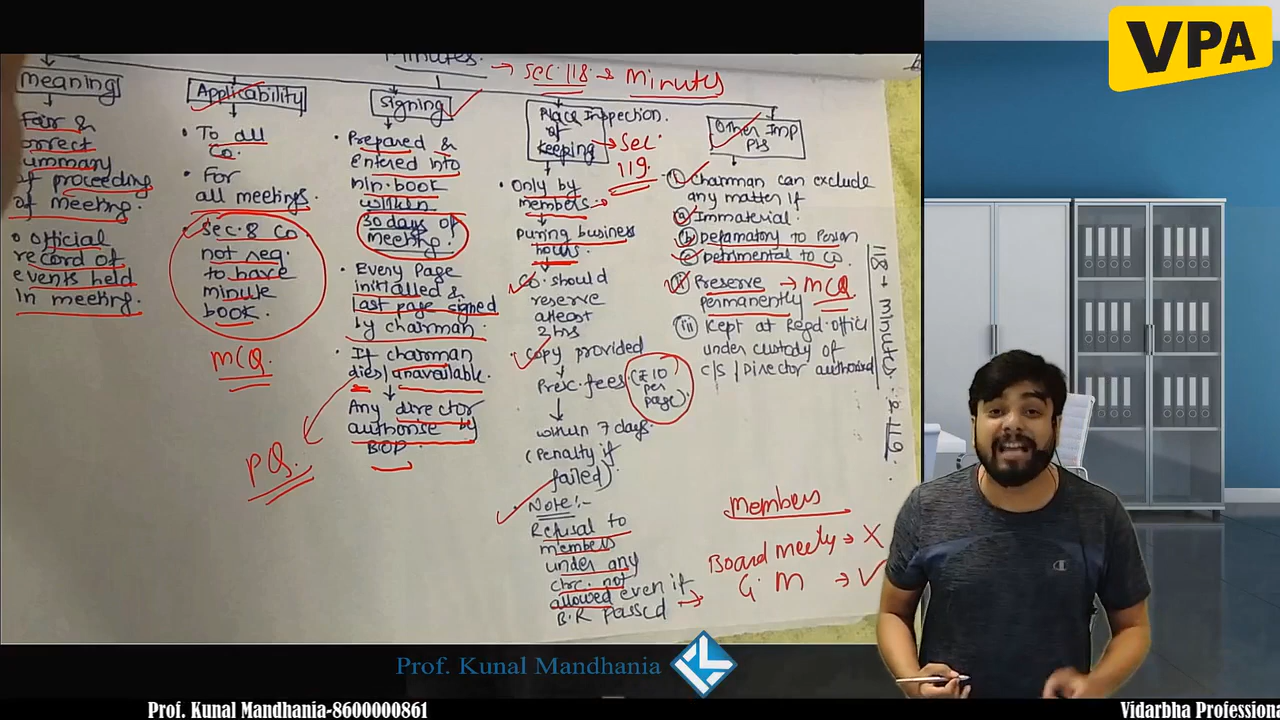 VPA
Minutes.
→ Sec. 118 → Minutes
meaning
Fair &
orrect
ummary
of proceeding
of meeting.
• official
record of
events held
in meeting.
Applicability
• To all
Co.
• For
all meetings.
• Sec. 8 Co
not req.
to have
minute
book.
MCQ.
Signing
• Prepared &
entered into
min. book
within
30 days of
meeting.
• Every Page
initialled &
last page signed
by chairman
• If chairman
dies/unavailable.
Any director
authorise by
BOD.
PQ.
Place Inspection.
of
keeping
→ Sec
119.
• Only by
members →
During business
hours.
Co. should
reserve
atleast
2 hrs
Copy provided
Presc. fees (₹10
per
page).
within 7 days.
(Penalty if
failed)
Note:-
Refusal to
members
under any
circ. not
allowed even if
B.R passed →
Other Imp
Pts
(i) Chairman can exclude
any matter if
(a) Immaterial.
(b) Defamatory to Person
(c) Detrimental to Co.
(ii) Preserve → MCQ
permanently
(iii) Kept at Regd. office
under custody of
C/S / Director authorised
118 + minutes. & 119.
Members
Board meety → X
G. M → ✓
Prof. Kunal Mandhania
Prof. Kunal Mandhania-8600000861
Vidarbha Professiona